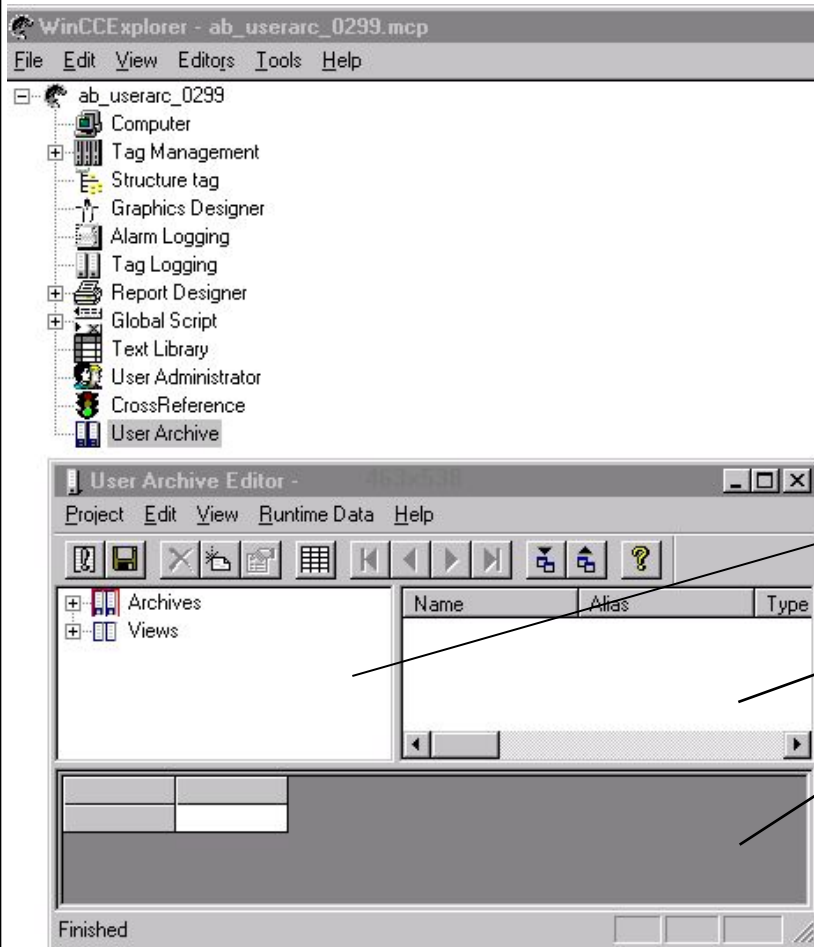 WinCCExplorer - ab_userarc_0299.mcp
File Edit View Editors Tools Help
ab_userarc_0299
Computer
Tag Management
Structure tag
Graphics Designer
Alarm Logging
Tag Logging
Report Designer
Global Script
Text Library
User Administrator
CrossReference
User Archive
User Archive Editor - 463x538
Project Edit View Runtime Data Help
Archives
Views
Name Alias Type
Finished